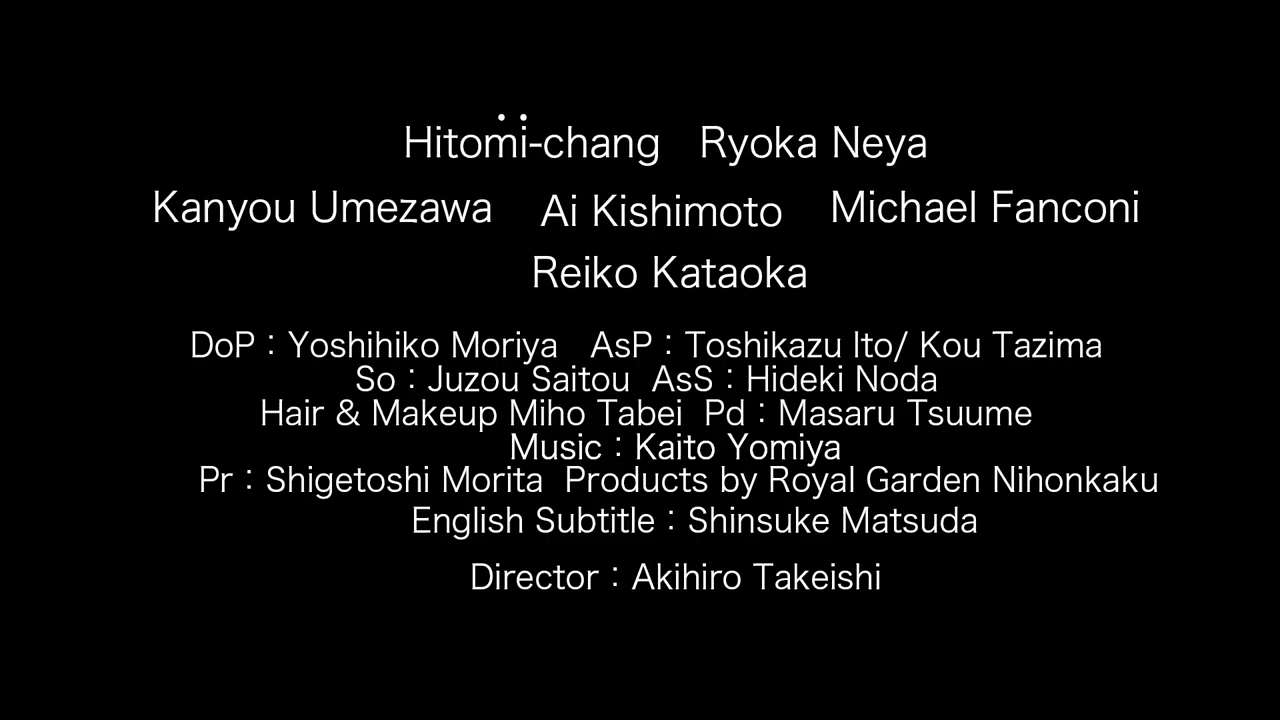 Hitomi-chang Ryoka Neya
Kanyou Umezawa Ai Kishimoto Michael Fanconi
Reiko Kataoka
DoP : Yoshihiko Moriya AsP : Toshikazu Ito/ Kou Tazima
So : Juzou Saitou AsS : Hideki Noda
Hair & Makeup Miho Tabei Pd : Masaru Tsuume
Music : Kaito Yomiya
Pr : Shigetoshi Morita Products by Royal Garden Nihonkaku
English Subtitle : Shinsuke Matsuda
Director : Akihiro Takeishi